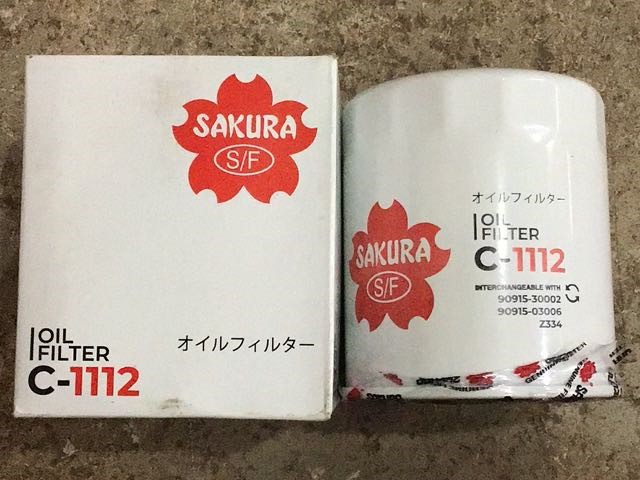 SAKURA
S/F
OIL
FILTER
C-1112
オイルフィルター
SAKURA
S/F
オイルフィルター
OIL
FILTER
C-1112
INTERCHANGEABLE WITH
90915-30002
90915-03006
Z334